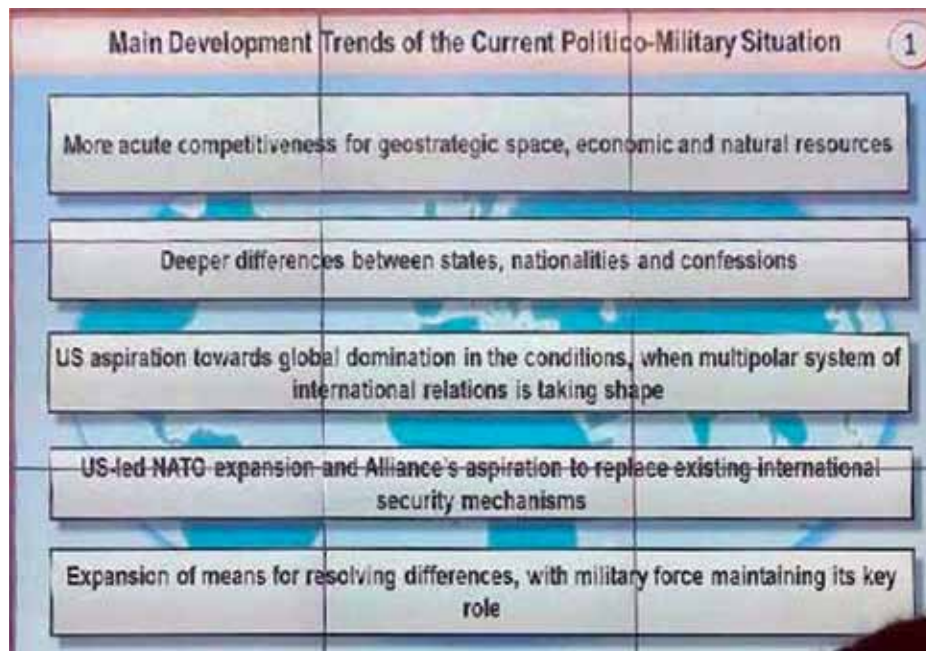 Main Development Trends of the Current Politico-Military Situation
1
More acute competitiveness for geostrategic space, economic and natural resources
Deeper differences between states, nationalities and confessions
US aspiration towards global domination in the conditions, when multipolar system of
international relations is taking shape
US-led NATO expansion and Alliance's aspiration to replace existing international
security mechanisms
Expansion of means for resolving differences, with military force maintaining its key
role